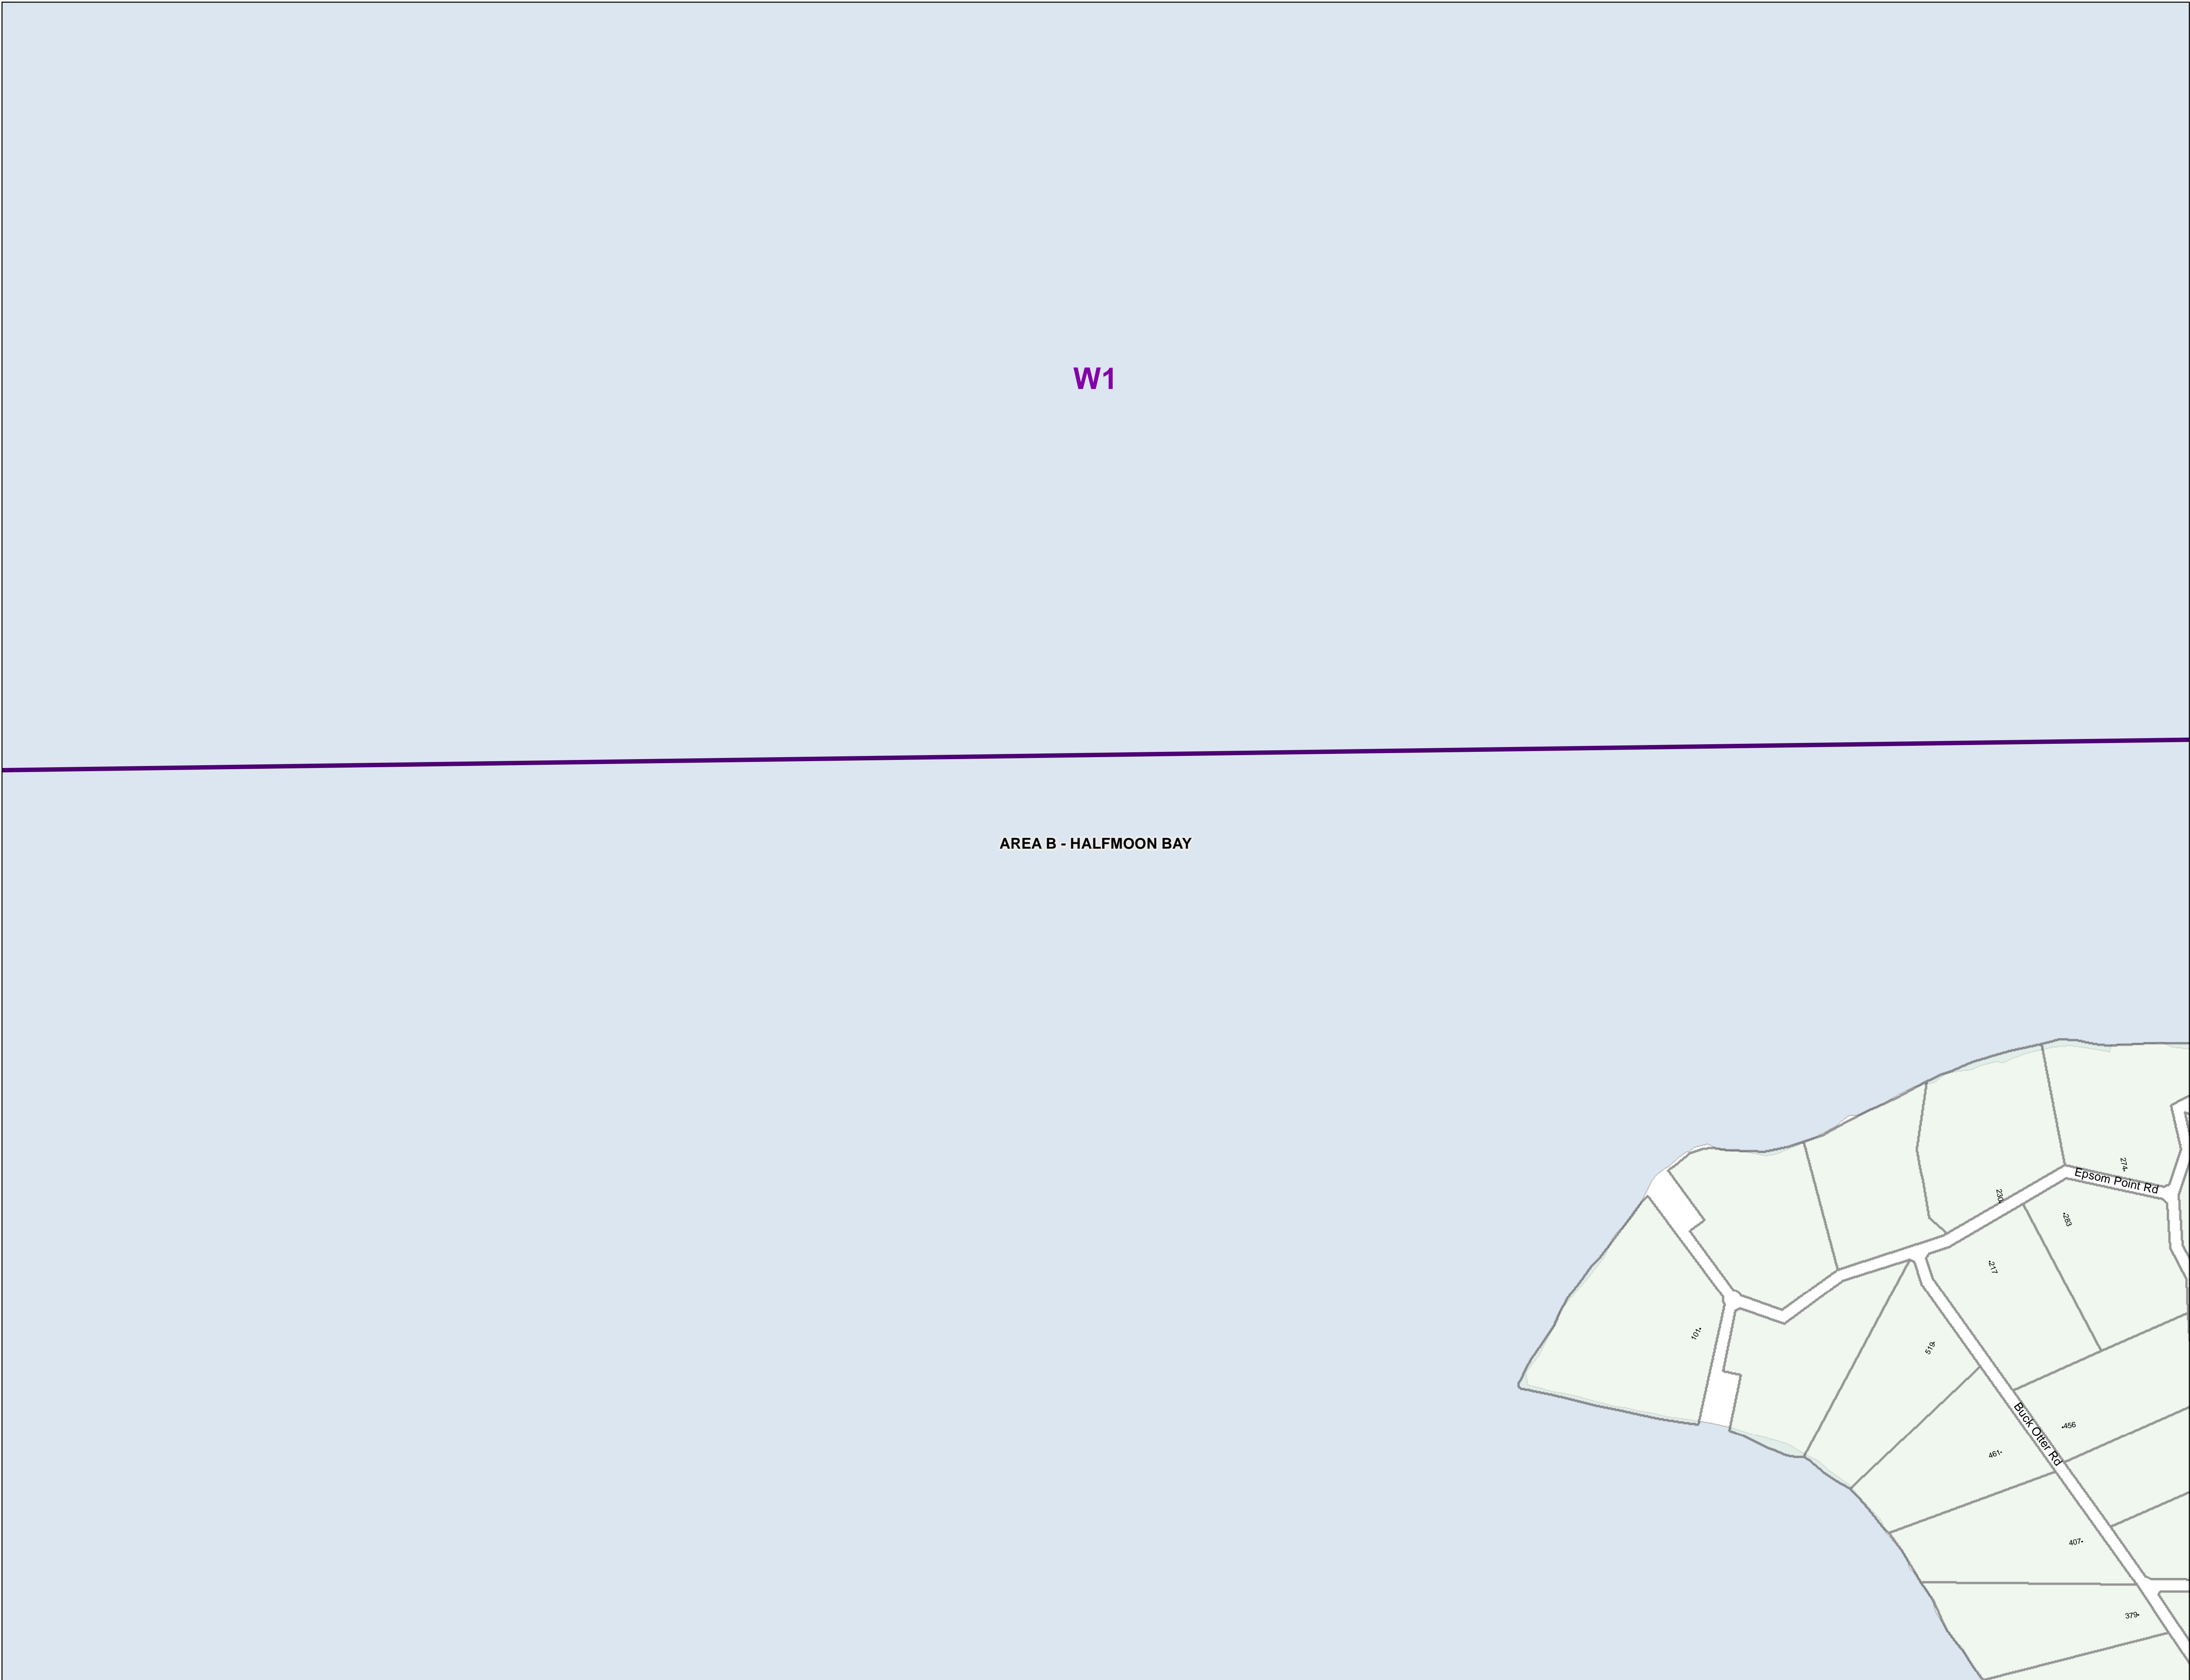 W1
AREA B - HALFMOON BAY
274
Epsom Point Rd
230
283
217
101
519
Buck Otter Rd
456
461
407
379